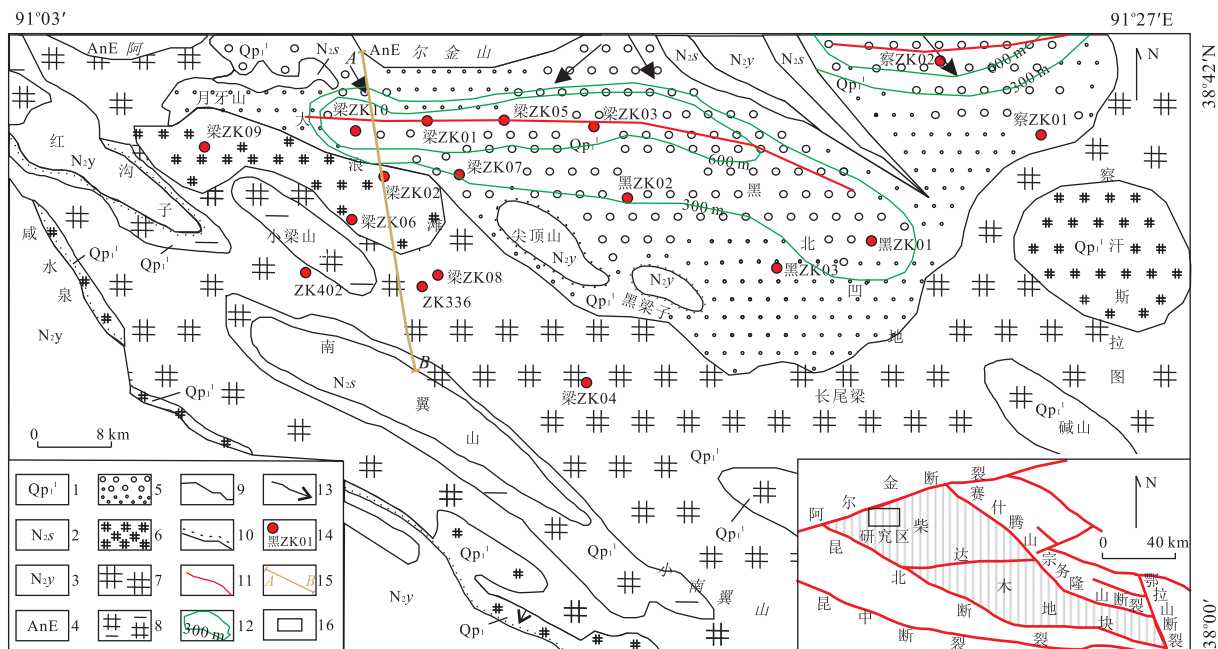 91°03′
91°27′E
38°42′N
38°00′
AnE 阿
Qp₁¹
N₂s
A
AnE 尔 金 山
N₂s
N₂y
N₂s
Qp₁¹
察ZK02
600 m
300 m
N
月牙山
大
梁ZK10
梁ZK05
梁ZK03
梁ZK01
Qp₁¹
察ZK01
红
梁ZK09
N₂y
沟
浪
梁ZK07
600 m
察
梁ZK02
黑ZK02
黑
300 m
子
梁ZK06
滩
小梁山
尖顶山
北
黑ZK01
Qp₁¹ 汗
咸
Qp₁¹
Qp₁¹
水
N₂y
黑ZK03
泉
ZK402
梁ZK08
ZK336
N₂y
Qp₁¹
黑梁子
凹
斯
N₂y
南
地
拉
B
N₂s
Qp₁¹
翼
梁ZK04
长尾梁
图
碱山
山
0 8 km
Qp₁¹
Qp₁¹
Qp₁¹
N₂y
Qp₁
小
南
翼
山
Qp₁¹ 1
5
9
13
N₂s 2
6
10
黑ZK01 14
N₂y 3
7
11
A B 15
AnE 4
8
300 m 12
16
阿 尔 金 断 裂
赛 什 腾 山
N
研究区
柴 达 木 地 块
0 40 km
昆 北 断 裂
宗 务 隆 山 断 裂
鄂 拉 山 断 裂
昆 中 断 裂